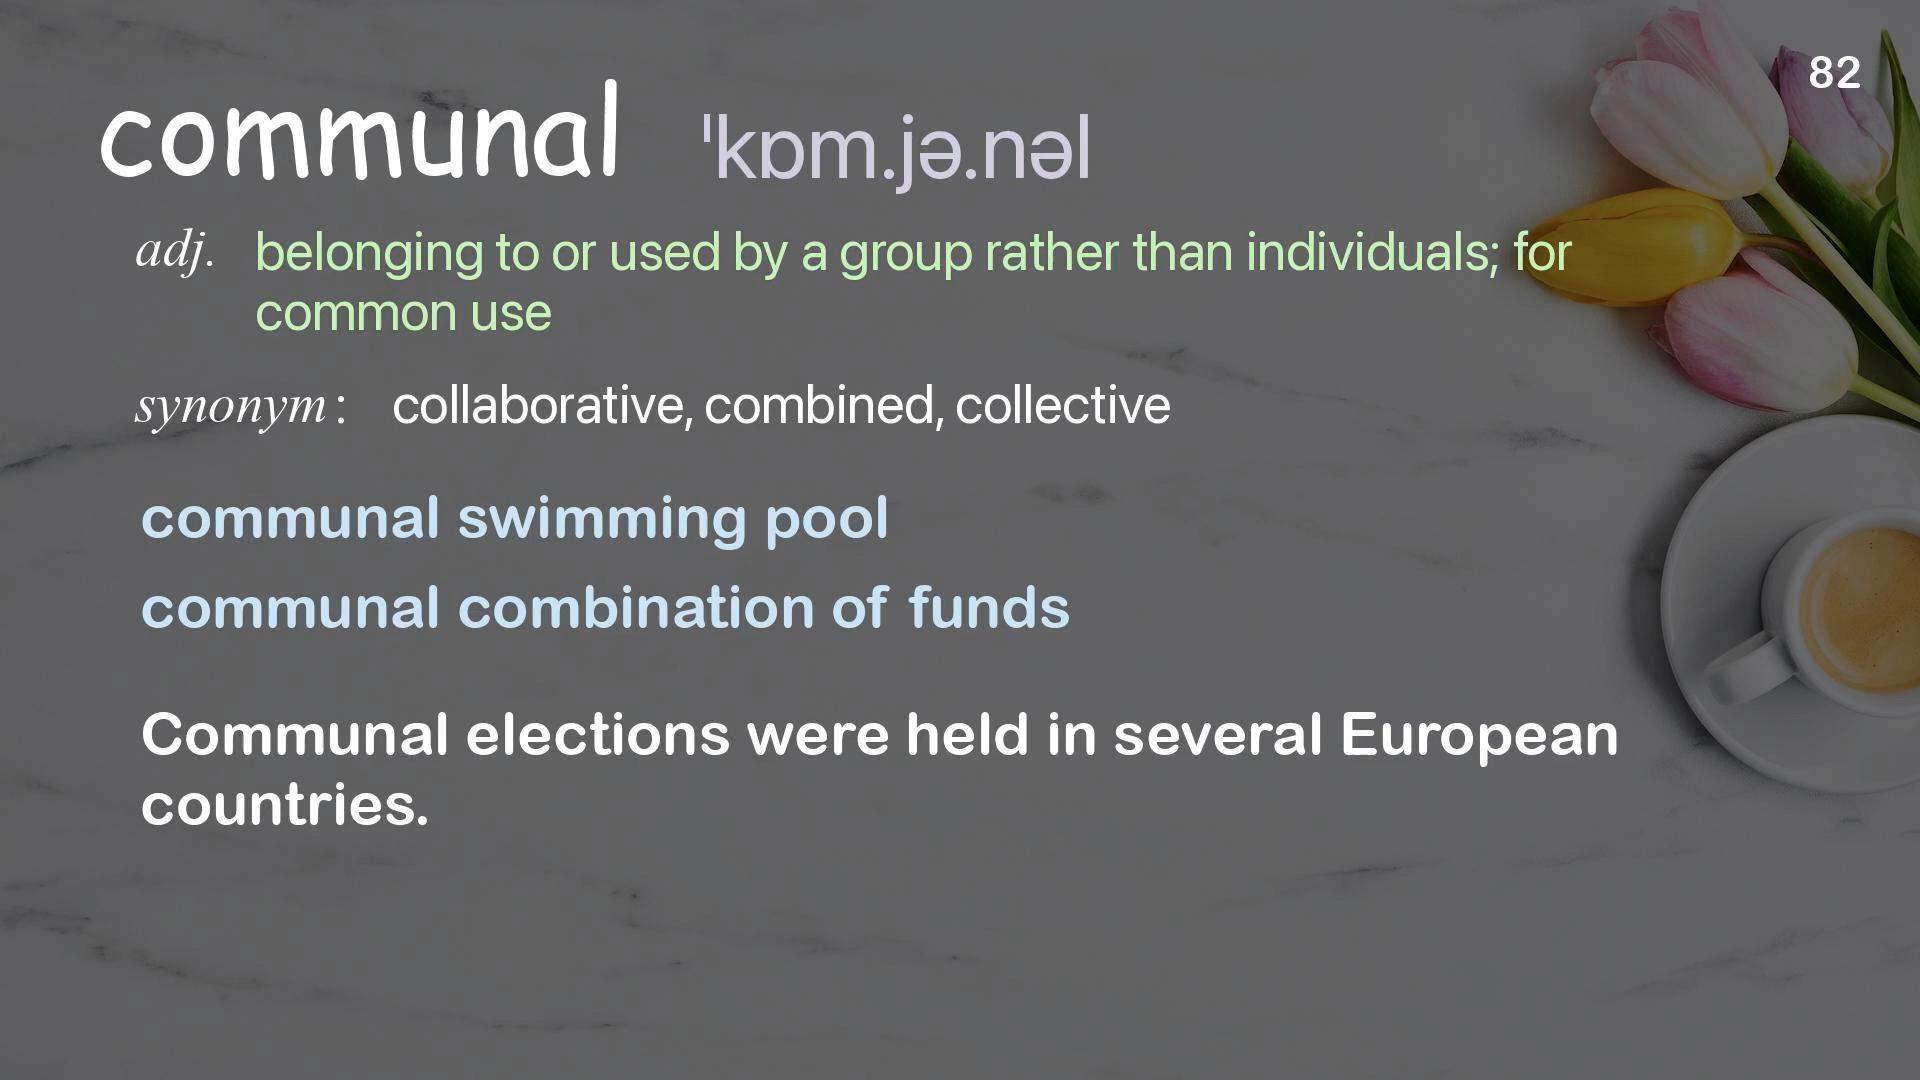 82
communal ˈkɒm.jə.nəl
adj. belonging to or used by a group rather than individuals; for
common use
synonym: collaborative, combined, collective
communal swimming pool
communal combination of funds
Communal elections were held in several European
countries.